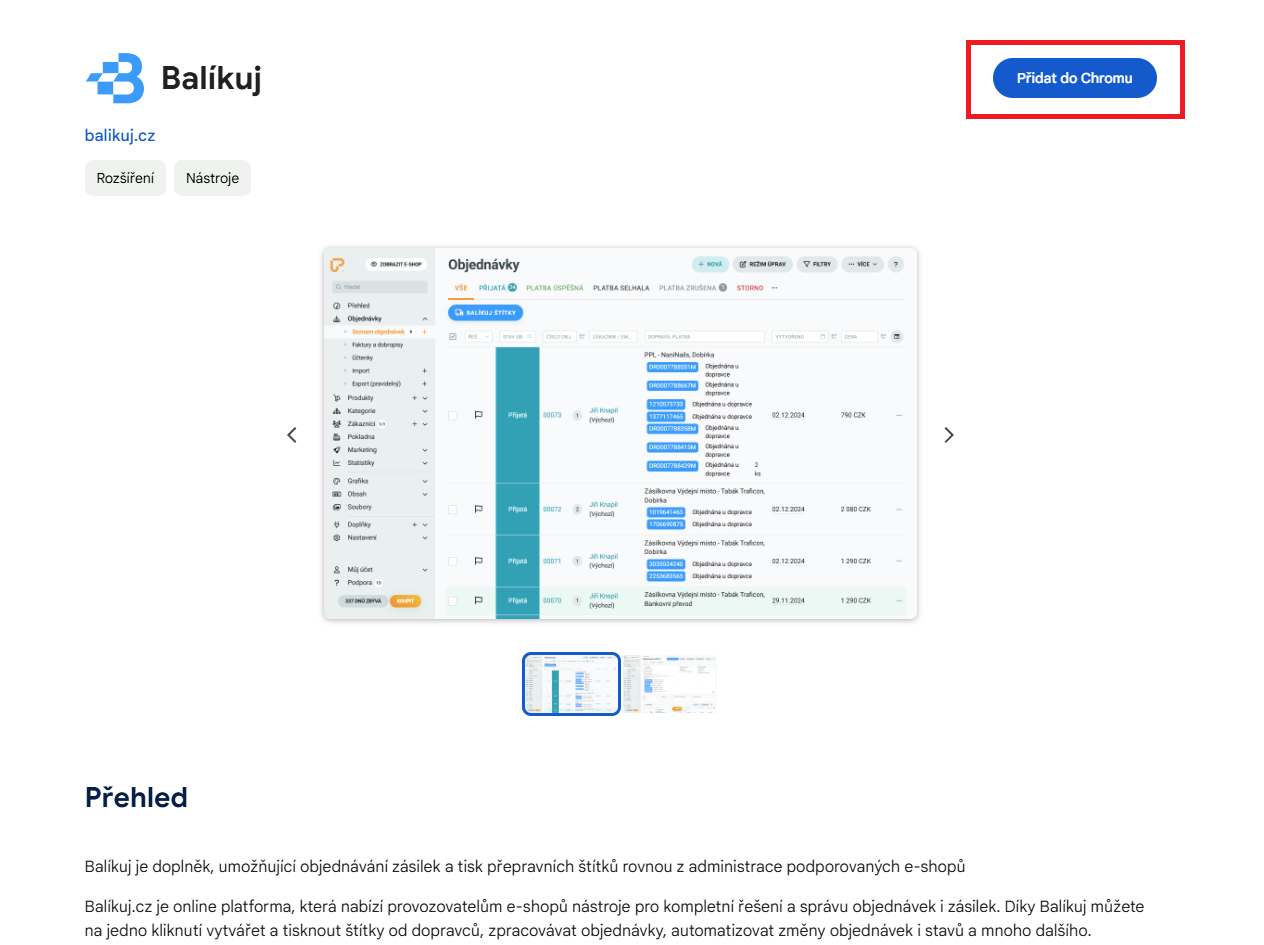 Balíkuj
Přidat do Chromu
balikuj.cz
Rozšíření
Nástroje
ZOBRAZIT E-SHOP
Hledat
Přehled
Objednávky
Seznam objednávek
Faktury a dobropisy
Účtenky
Import
Export (pravidelný)
Produkty
Kategorie
Zákazníci
Pokladna
Marketing
Statistiky
Grafika
Obsah
Soubory
Doplňky
Nastavení
Můj účet
Podpora
337 DNŮ ZBÝVÁ
KOUPIT
Objednávky
+ NOVÁ
REŽIM ÚPRAV
FILTRY
VÍCE
?
VŠE PŘIJATÁ 24 PLATBA ÚSPĚŠNÁ PLATBA SELHALA PLATBA ZRUŠENA 1 STORNO
BALÍKUJ ŠTÍTKY
ŘEŠ. STAV OB. ČÍSLO OBJ. ZÁKAZNÍK - EM... DOPRAVA, PLATBA VYTVOŘENO CENA
PPL - NaniNails, Dobírka
DR0007788031M Objednána u
dopravce
DR0007788667M Objednána u
dopravce
1210573733 Objednána u dopravce
Přijatá 00073 1 Jiří Knapil
(Výchozí)
1377117465 Objednána u dopravce
02.12.2024 790 CZK
DR0007788358M Objednána u
dopravce
DR0007788415M Objednána u
dopravce
DR0007788429M Objednána u
dopravce
2
ks
Zásilkovna Výdejní místo - Tabák Traficon,
Dobírka
Přijatá 00072 2 Jiří Knapil
(Výchozí)
1019641465 Objednána u dopravce
1706695875 Objednána u dopravce
02.12.2024 2 080 CZK
Zásilkovna Výdejní místo - Tabák Traficon,
Dobírka
Přijatá 00071 1 Jiří Knapil
(Výchozí)
3035524240 Objednána u dopravce
2253683565 Objednána u dopravce
02.12.2024 1 290 CZK
Přijatá 00070 1 Jiří Knapil
(Výchozí)
Zásilkovna Výdejní místo - Tabák Traficon,
Bankovní převod
29.11.2024 1 290 CZK
Přehled
Balíkuj je doplněk, umožňující objednávání zásilek a tisk přepravních štítků rovnou z administrace podporovaných e-shopů
Balíkuj.cz je online platforma, která nabízí provozovatelům e-shopů nástroje pro kompletní řešení a správu objednávek i zásilek. Díky Balíkuj můžete
na jedno kliknutí vytvářet a tisknout štítky od dopravců, zpracovávat objednávky, automatizovat změny objednávek i stavů a mnoho dalšího.